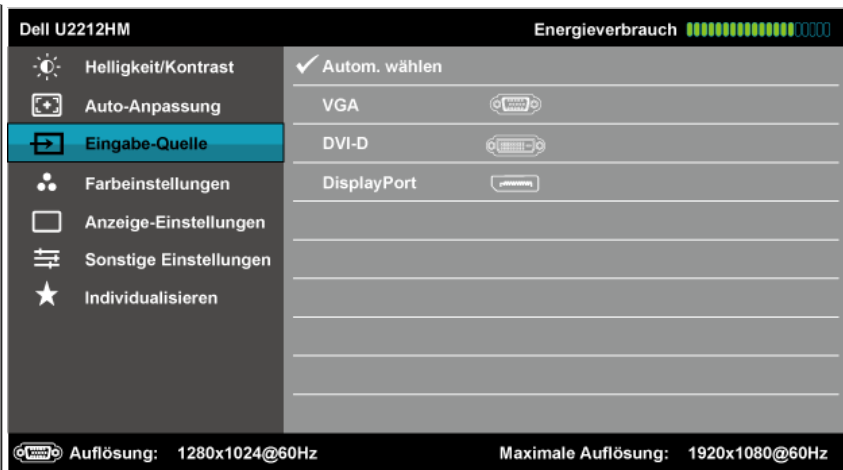 Dell U2212HM Energieverbrauch
Helligkeit/Kontrast Autom. wählen
Auto-Anpassung VGA
Eingabe-Quelle DVI-D
Farbeinstellungen DisplayPort
Anzeige-Einstellungen
Sonstige Einstellungen
Individualisieren
Auflösung: 1280x1024@60Hz Maximale Auflösung: 1920x1080@60Hz